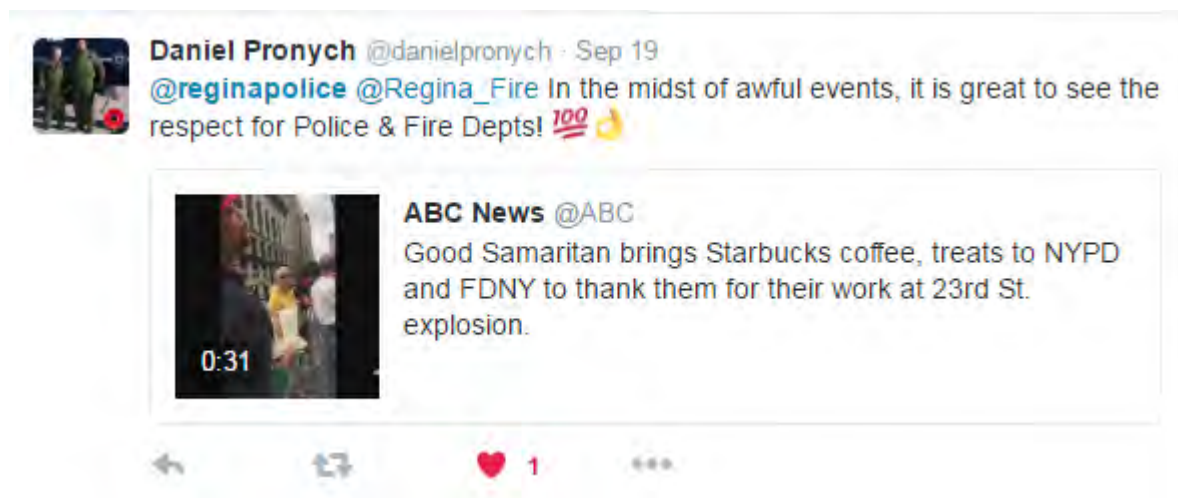 Daniel Pronych @danielpronych · Sep 19
@reginapolice @Regina_Fire In the midst of awful events, it is great to see the
respect for Police & Fire Depts! 💯👌
ABC News @ABC
Good Samaritan brings Starbucks coffee, treats to NYPD
and FDNY to thank them for their work at 23rd St.
explosion.
0:31
1